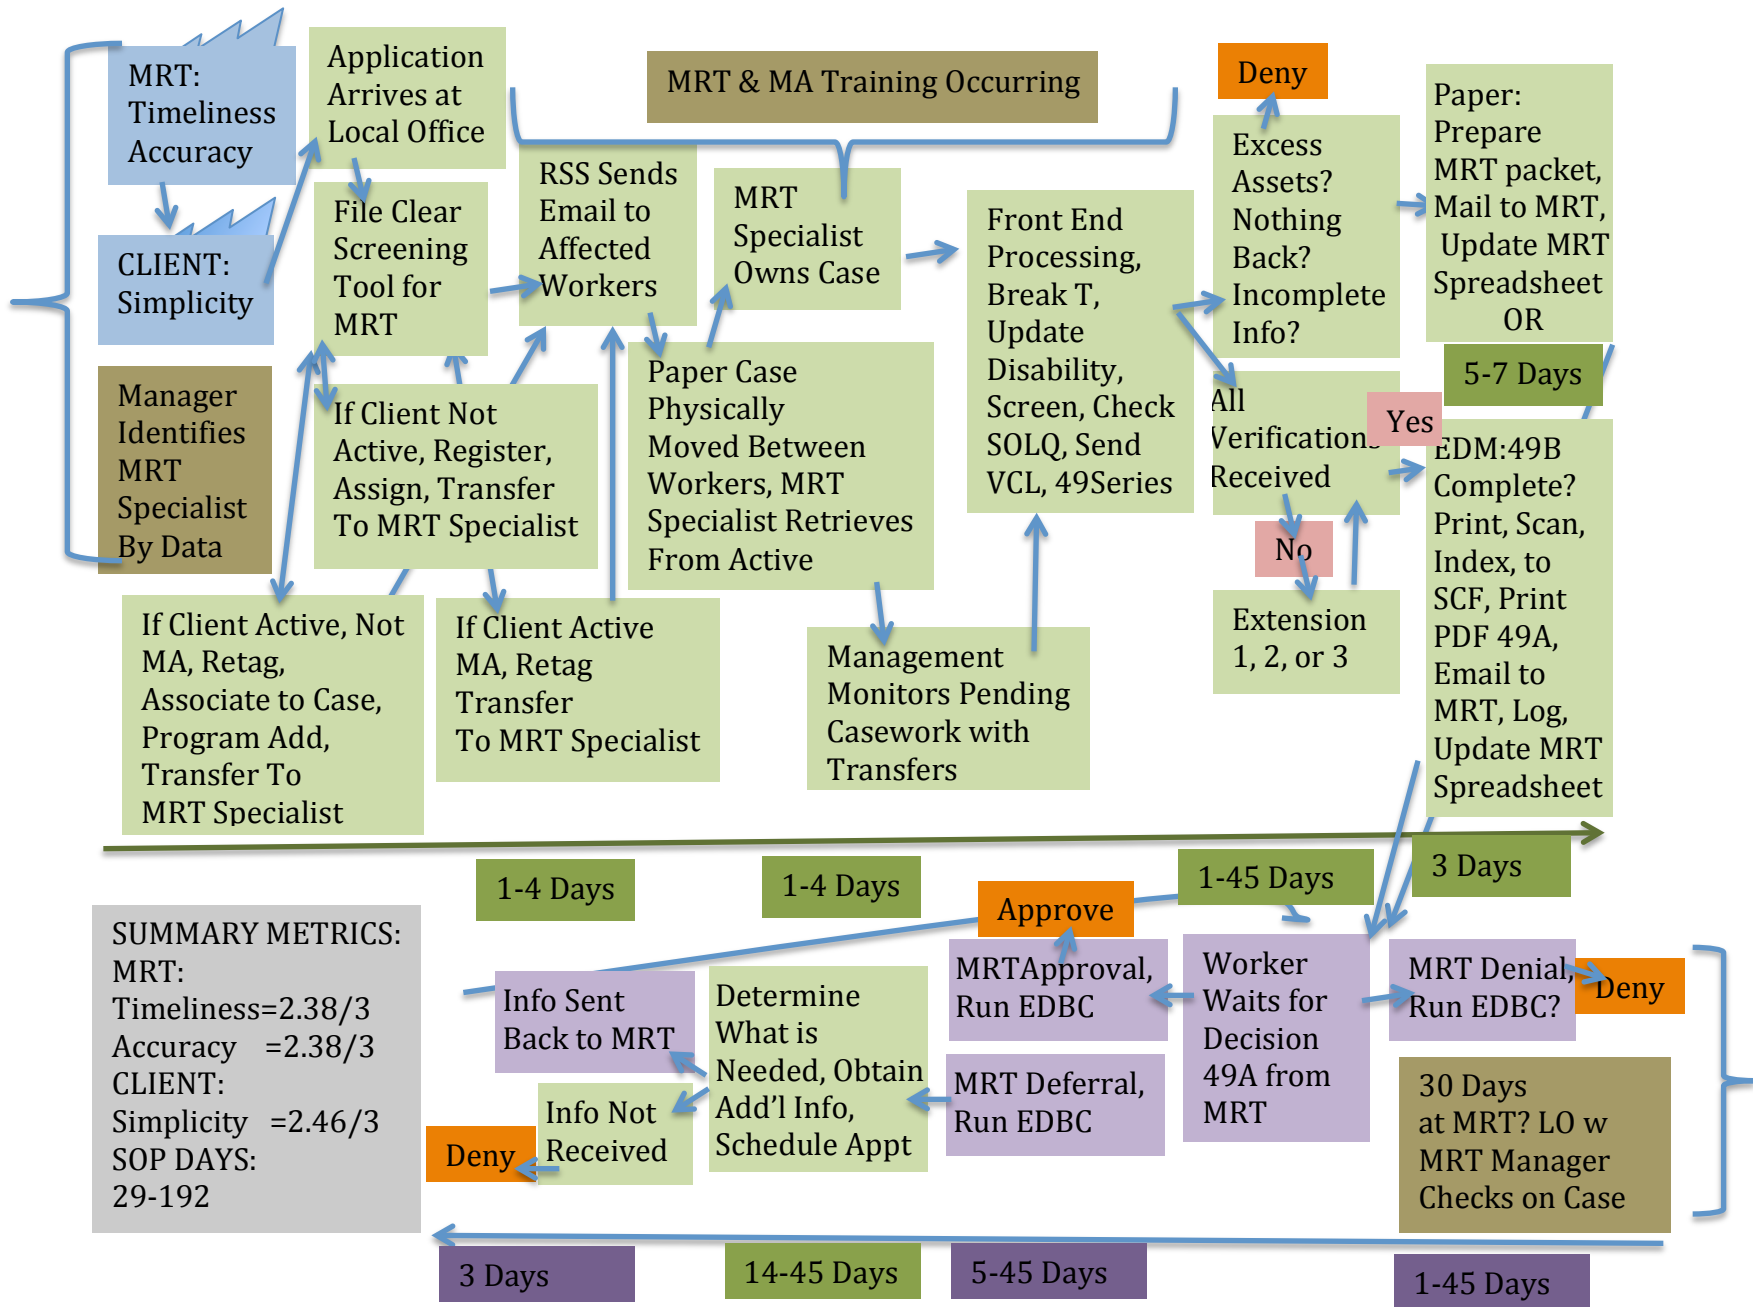 MRT:
Timeliness
Accuracy
CLIENT:
Simplicity
Manager
Identifies
MRT
Specialist
By Data
Application
Arrives at
Local Office
File Clear
Screening
Tool for
MRT
If Client Not
Active, Register,
Assign, Transfer
To MRT Specialist
If Client Active, Not
MA, Retag,
Associate to Case,
Program Add,
Transfer To
MRT Specialist
If Client Active
MA, Retag
Transfer
To MRT Specialist
MRT & MA Training Occurring
RSS Sends
Email to
Affected
Workers
MRT
Specialist
Owns Case
Paper Case
Physically
Moved Between
Workers, MRT
Specialist Retrieves
From Active
Management
Monitors Pending
Casework with
Transfers
Front End
Processing,
Break T,
Update
Disability,
Screen, Check
SOLQ, Send
VCL, 49Series
Deny
Excess
Assets?
Nothing
Back?
Incomplete
Info?
All
Verifications
Received
Yes
No
Extension
1, 2, or 3
Paper:
Prepare
MRT packet,
Mail to MRT,
Update MRT
Spreadsheet
OR
5-7 Days
EDM:49B
Complete?
Print, Scan,
Index, to
SCF, Print
PDF 49A,
Email to
MRT, Log,
Update MRT
Spreadsheet
1-4 Days
1-4 Days
1-45 Days
3 Days
SUMMARY METRICS:
MRT:
Timeliness=2.38/3
Accuracy =2.38/3
CLIENT:
Simplicity =2.46/3
SOP DAYS:
29-192
Info Sent
Back to MRT
Info Not
Received
Deny
Determine
What is
Needed, Obtain
Add’l Info,
Schedule Appt
Approve
MRTApproval,
Run EDBC
MRT Deferral,
Run EDBC
Worker
Waits for
Decision
49A from
MRT
MRT Denial,
Run EDBC?
Deny
30 Days
at MRT? LO w
MRT Manager
Checks on Case
3 Days
14-45 Days
5-45 Days
1-45 Days